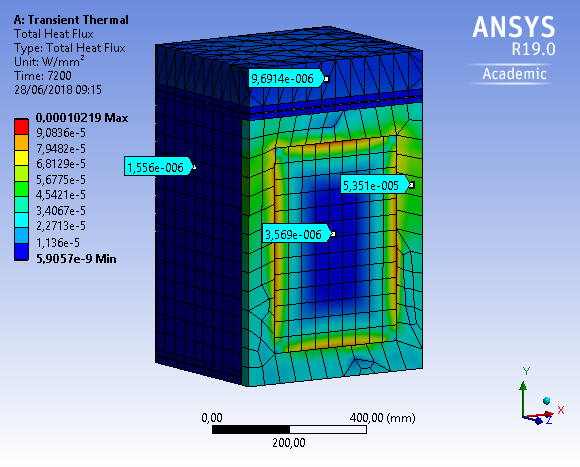 A: Transient Thermal
Total Heat Flux
Type: Total Heat Flux
Unit: W/mm²
Time: 7200
28/06/2018 09:15
0,00010219 Max
9,0836e-5
7,9482e-5
6,8129e-5
5,6775e-5
4,5421e-5
3,4067e-5
2,2713e-5
1,136e-5
5,9057e-9 Min
ANSYS
R19.0
Academic
9,6914e-006
1,556e-006
5,351e-005
3,569e-006
0,00
400,00 (mm)
200,00
Y
X
Z